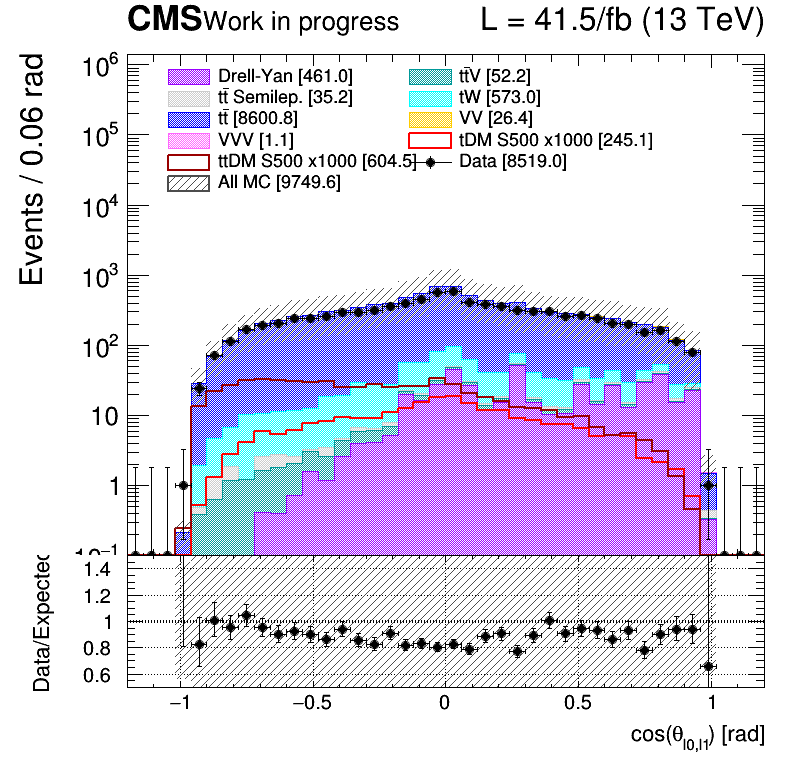 CMS Work in progress L = 41.5/fb (13 TeV)
Events / 0.06 rad
10⁶
10⁵
10⁴
10³
10²
10
1
10⁻¹
Drell-Yan [461.0]
tt̄V [52.2]
tt̄ Semilep. [35.2]
tW [573.0]
tt̄ [8600.8]
VV [26.4]
VVV [1.1]
tDM S500 x1000 [245.1]
ttDM S500 x1000 [604.5]
Data [8519.0]
All MC [9749.6]
Data/Expected
1.4
1.2
1
0.8
0.6
−1 −0.5 0 0.5 1
cos(θ_l0,l1) [rad]